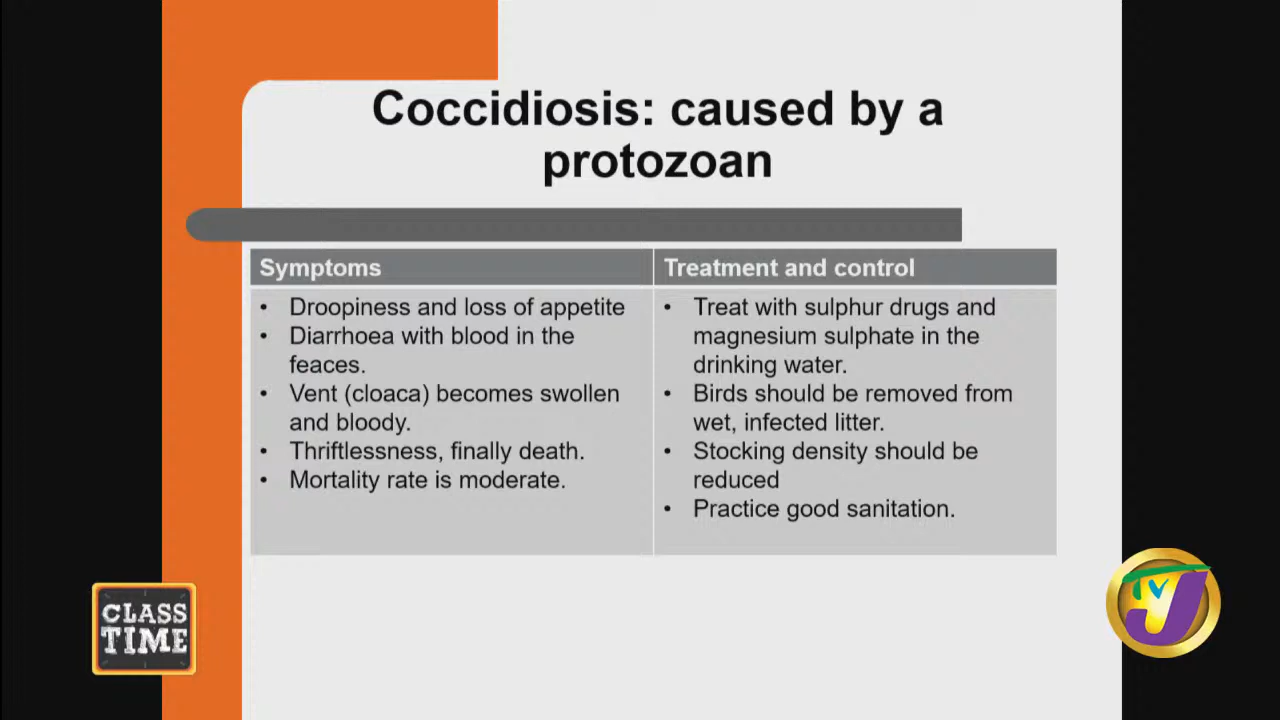 Coccidiosis: caused by a
protozoan
Symptoms
• Droopiness and loss of appetite
• Diarrhoea with blood in the
feaces.
• Vent (cloaca) becomes swollen
and bloody.
• Thriftlessness, finally death.
• Mortality rate is moderate.
Treatment and control
• Treat with sulphur drugs and
magnesium sulphate in the
drinking water.
• Birds should be removed from
wet, infected litter.
• Stocking density should be
reduced
• Practice good sanitation.
CLASS
TIME
TVJ